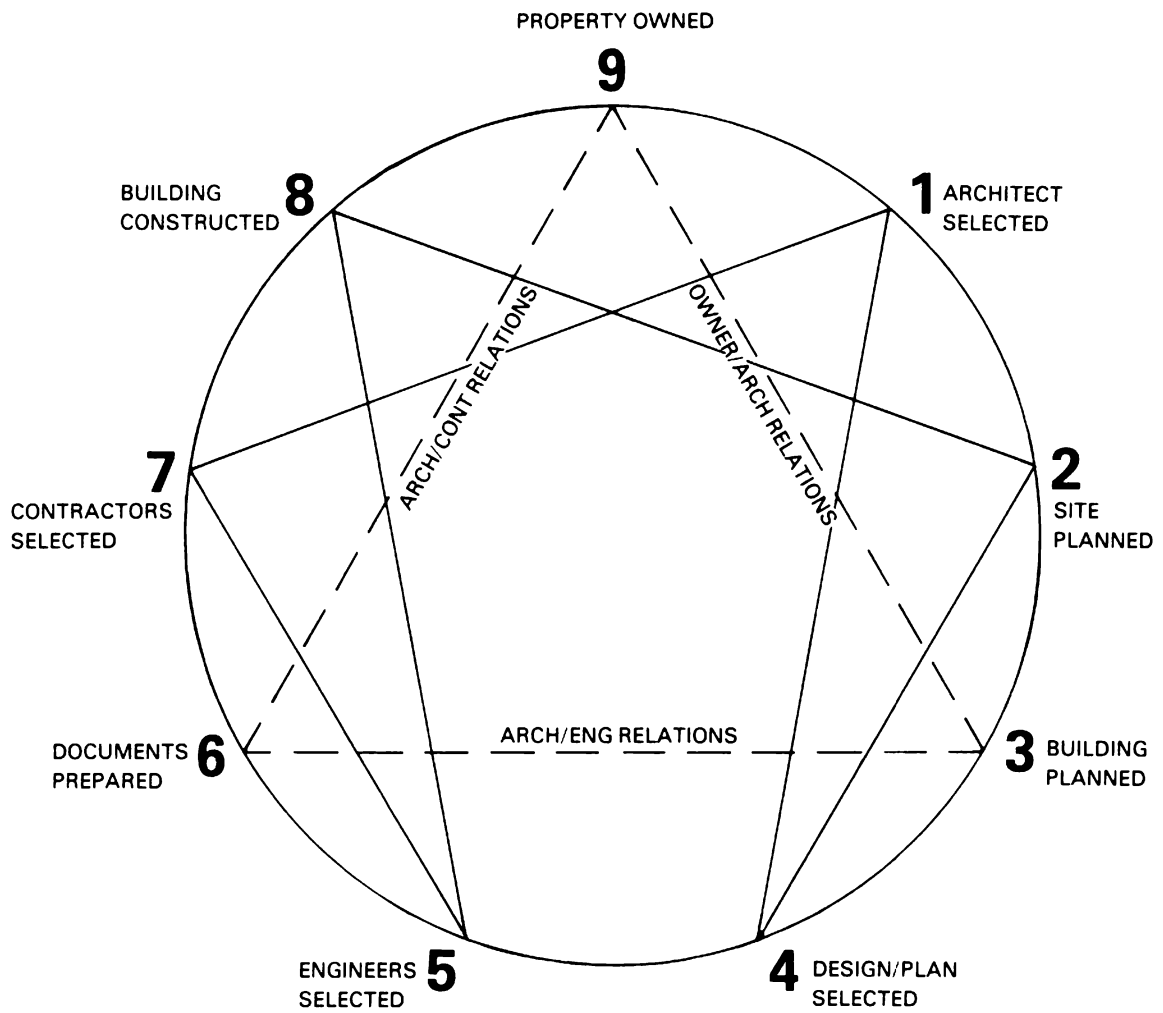 PROPERTY OWNED
9
8
BUILDING
CONSTRUCTED
1
ARCHITECT
SELECTED
ARCH/CONT RELATIONS
OWNER/ARCH RELATIONS
7
CONTRACTORS
SELECTED
2
SITE
PLANNED
ARCH/ENG RELATIONS
DOCUMENTS
PREPARED
6
3
BUILDING
PLANNED
ENGINEERS
SELECTED
5
4
DESIGN/PLAN
SELECTED